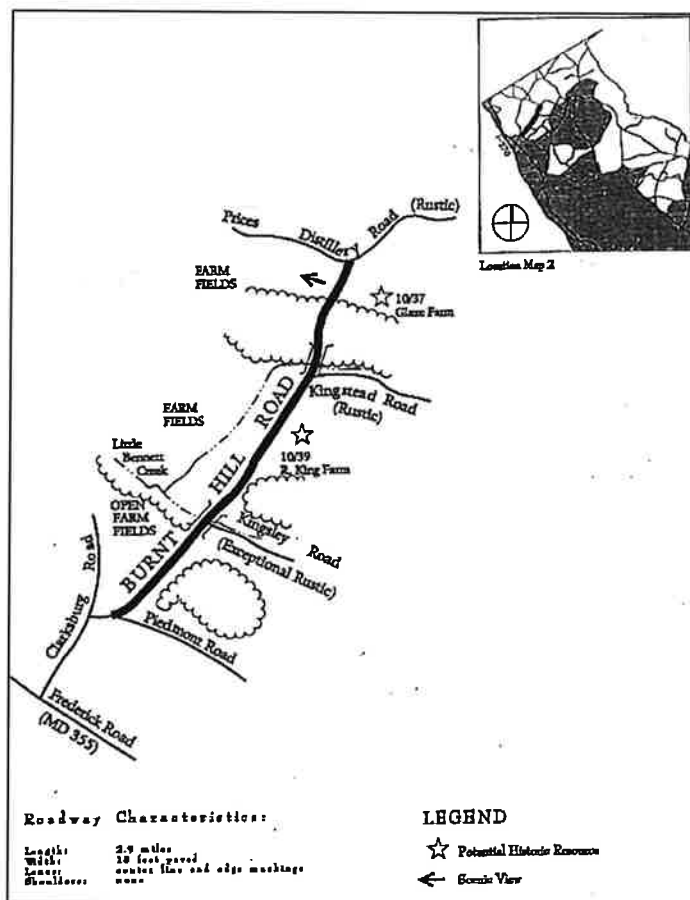 I-270
Location Map 2
Prices Distillery Road (Rustic)
FARM
FIELDS
10/37
Glaze Farm
Kingstead Road
(Rustic)
FARM
FIELDS
10/39
R. King Farm
Little
Bennett
Creek
OPEN
FARM
FIELDS
BURNT HILL ROAD
Kingsley Road
(Exceptional Rustic)
Clarksburg Road
Piedmont Road
Frederick Road
(MD 355)
Roadway Characteristics:
Length: 2.9 miles
Width: 18 feet paved
Lanes: center line and edge markings
Shoulders: none
LEGEND
Potential Historic Resource
Scenic View